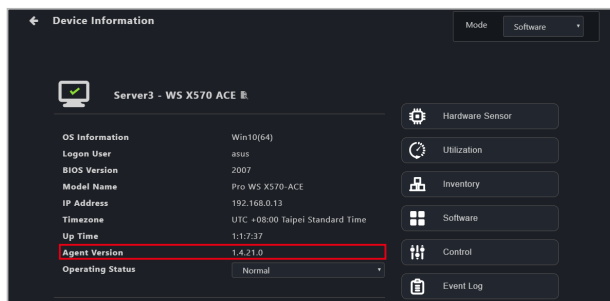 Device Information
Mode Software
Server3 - WS X570 ACE
OS Information Win10(64)
Logon User asus
BIOS Version 2007
Model Name Pro WS X570-ACE
IP Address 192.168.0.13
Timezone UTC +08:00 Taipei Standard Time
Up Time 1:1:7:37
Agent Version 1.4.21.0
Operating Status Normal
Hardware Sensor
Utilization
Inventory
Software
Control
Event Log